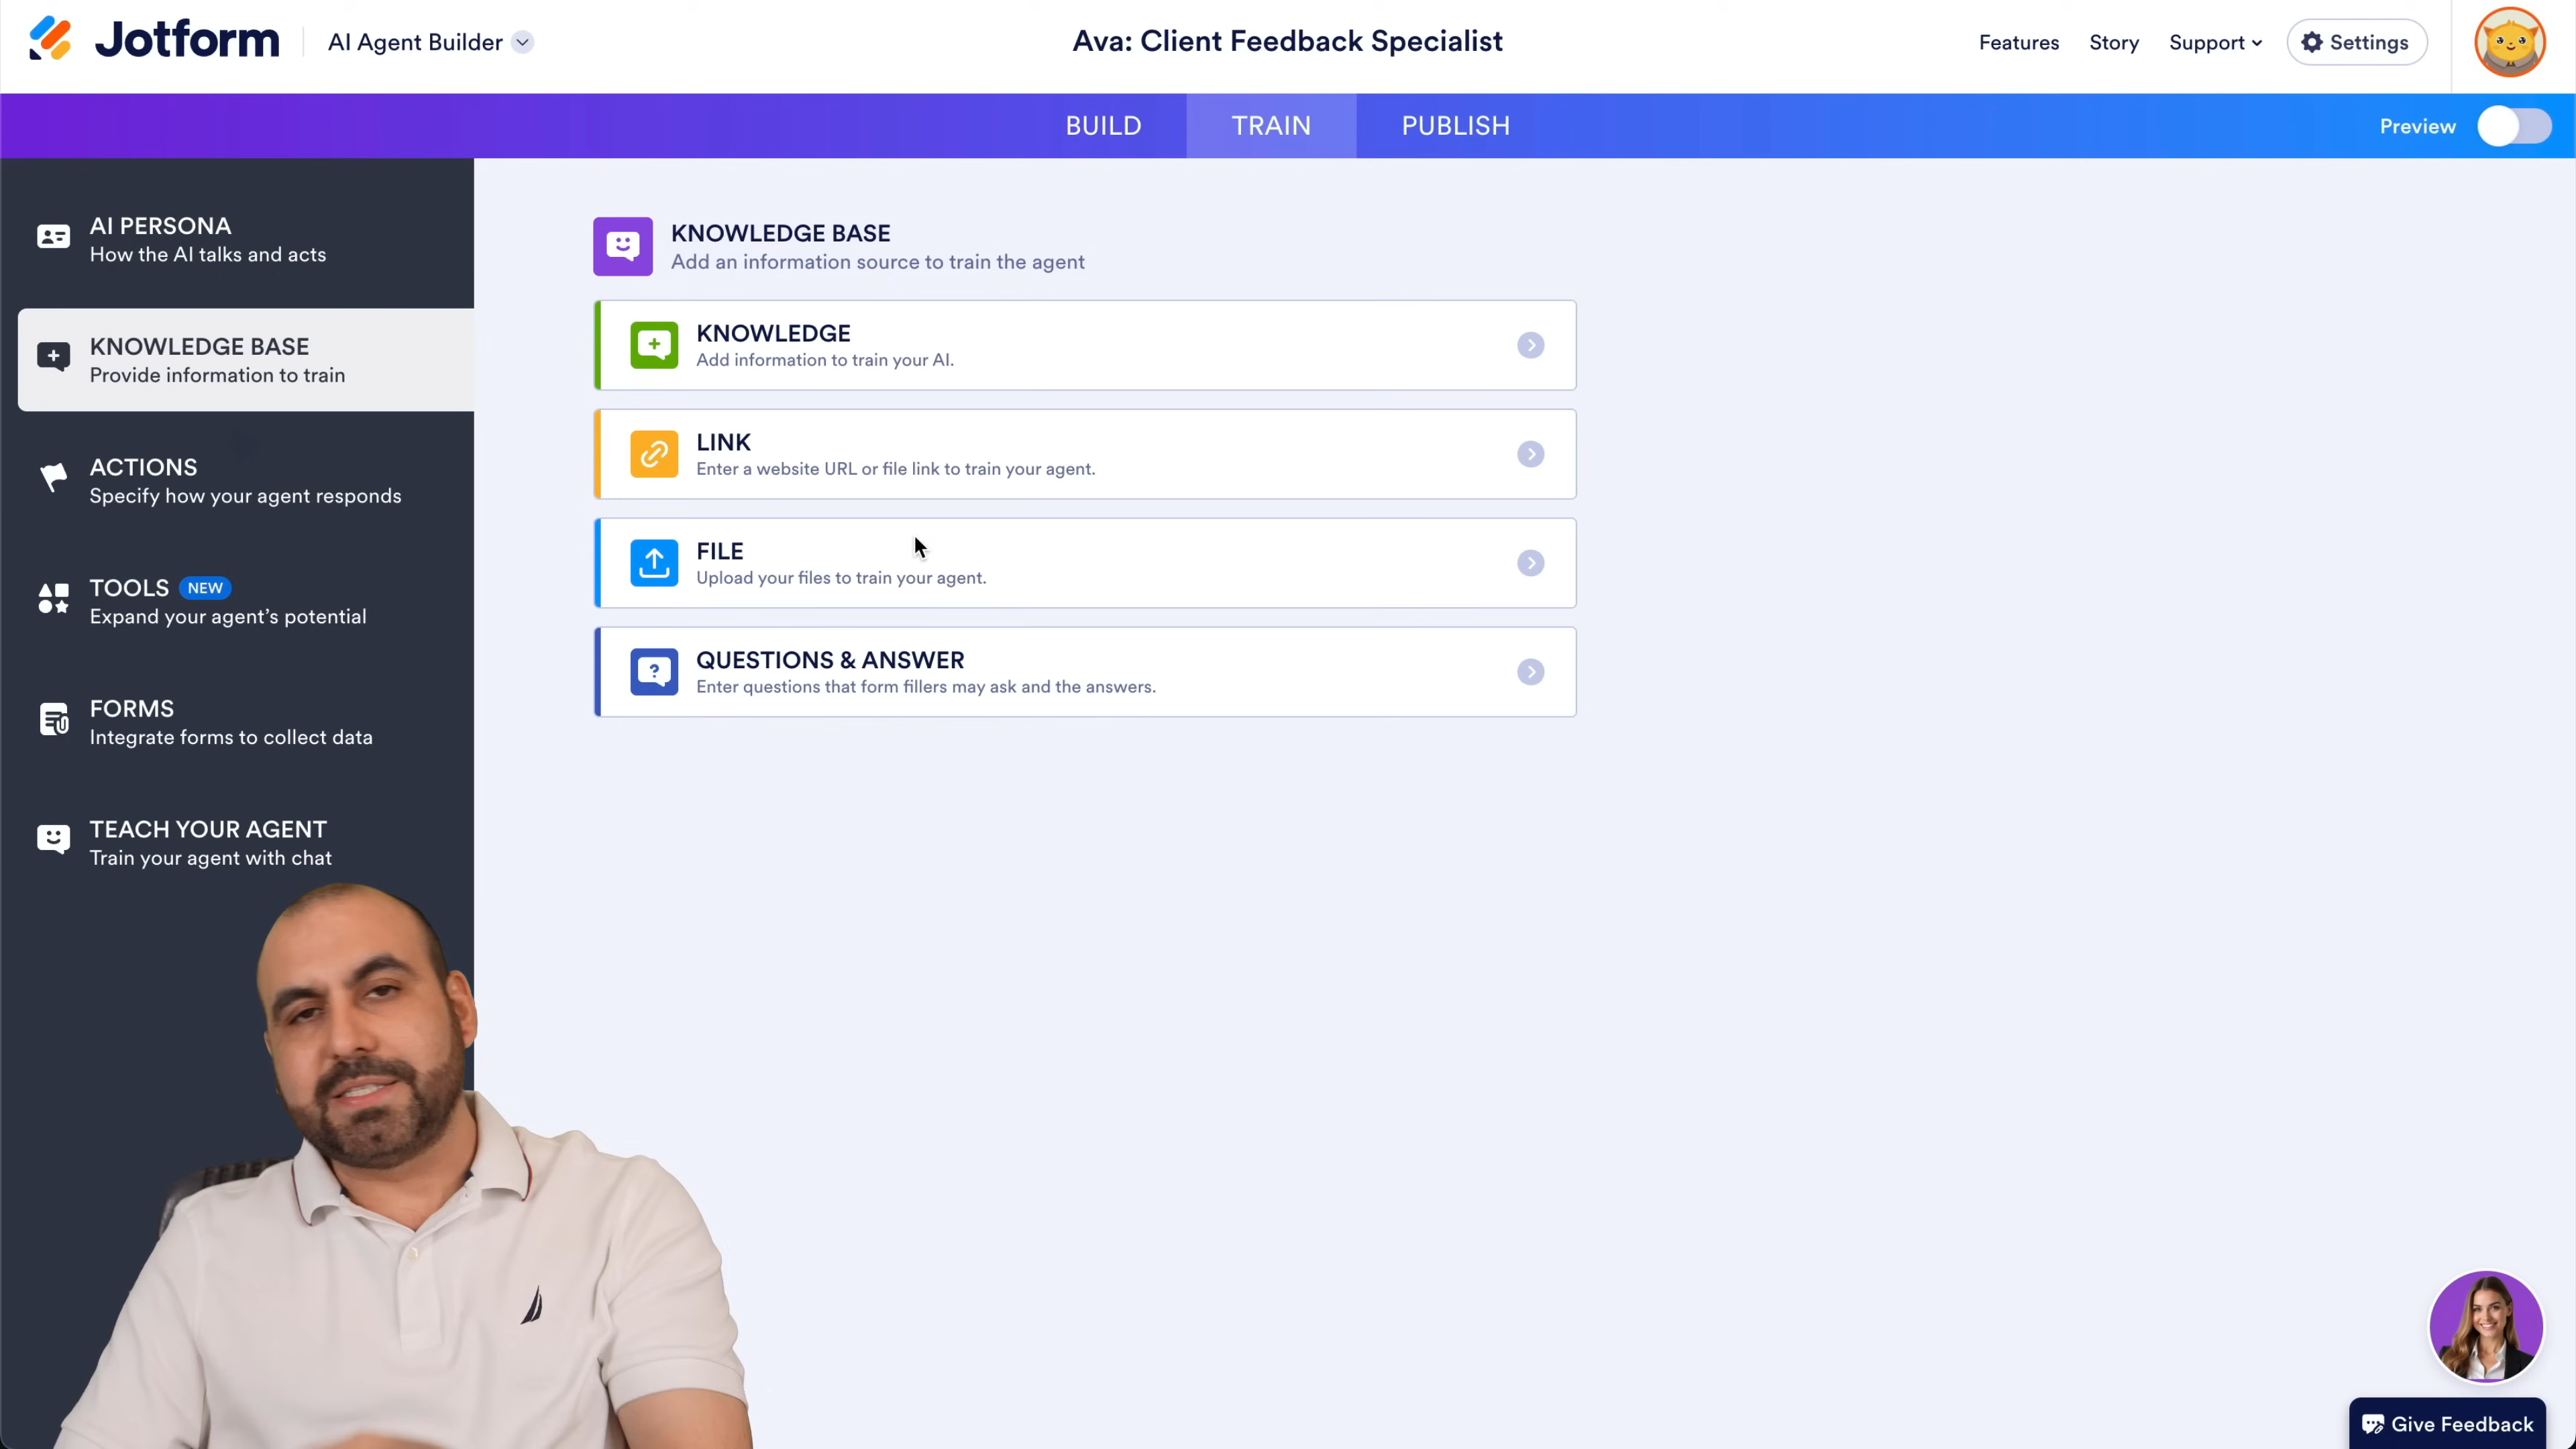 Jotform
AI Agent Builder
Ava: Client Feedback Specialist
Features
Story
Support
Settings
BUILD
TRAIN
PUBLISH
Preview
AI PERSONA
How the AI talks and acts
KNOWLEDGE BASE
Provide information to train
ACTIONS
Specify how your agent responds
TOOLS NEW
Expand your agent’s potential
FORMS
Integrate forms to collect data
TEACH YOUR AGENT
Train your agent with chat
KNOWLEDGE BASE
Add an information source to train the agent
KNOWLEDGE
Add information to train your AI.
LINK
Enter a website URL or file link to train your agent.
FILE
Upload your files to train your agent.
QUESTIONS & ANSWER
Enter questions that form fillers may ask and the answers.
Give Feedback